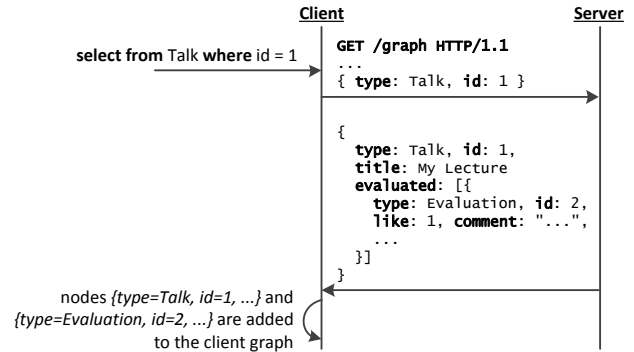 Client
Server
select from Talk where id = 1
GET /graph HTTP/1.1
...
{ type: Talk, id: 1 }
{
type: Talk, id: 1,
title: My Lecture
evaluated: [{
type: Evaluation, id: 2,
like: 1, comment: "...",
...
}]
}
nodes {type=Talk, id=1, ...} and
{type=Evaluation, id=2, ...} are added
to the client graph